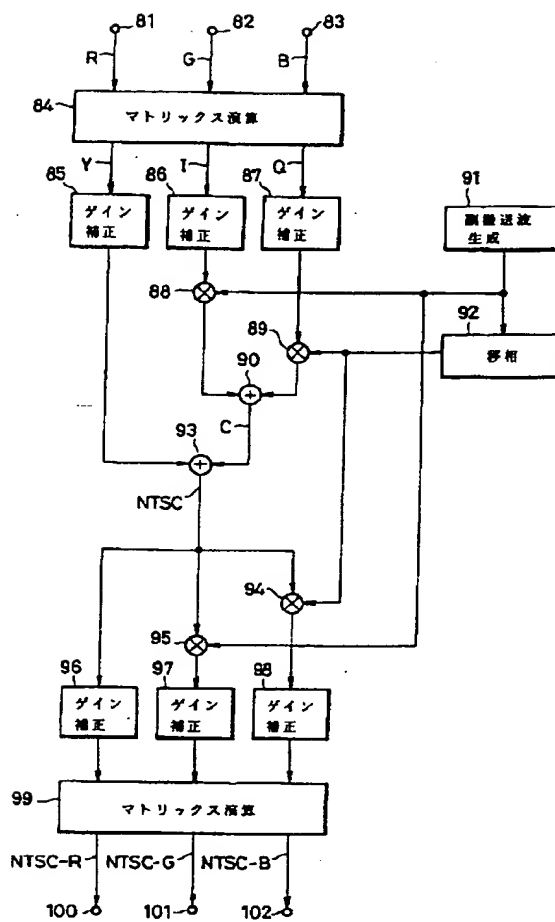 81
82
83
R
G
B
84
マトリックス演算
Y
I
Q
85
86
87
91
ゲイン
補正
ゲイン
補正
ゲイン
補正
副搬送波
生成
88
92
89
移相
90
C
93
NTSC
94
95
96
97
98
ゲイン
補正
ゲイン
補正
ゲイン
補正
99
マトリックス演算
NTSC-R
NTSC-G
NTSC-B
100
101
102